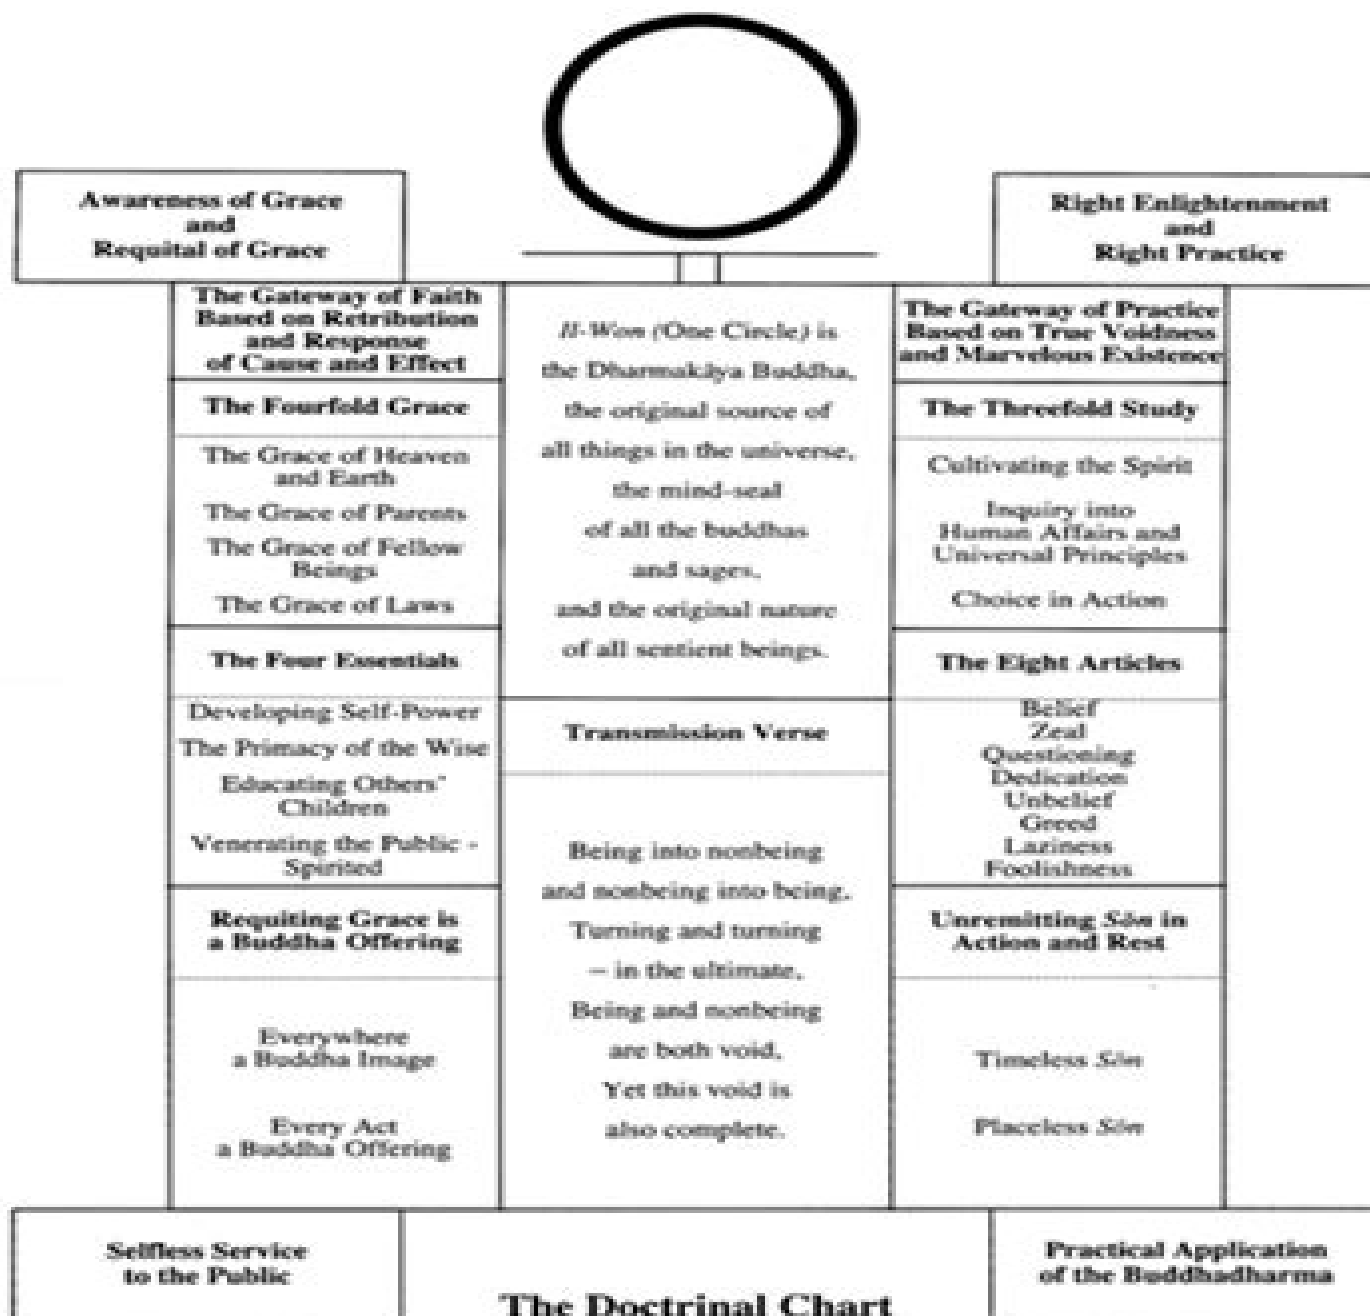 Awareness of Grace
and
Requital of Grace
Right Enlightenment
and
Right Practice
The Gateway of Faith
Based on Retribution
and Response
of Cause and Effect
The Fourfold Grace
The Grace of Heaven
and Earth
The Grace of Parents
The Grace of Fellow
Beings
The Grace of Laws
The Four Essentials
Developing Self-Power
The Primacy of the Wise
Educating Others'
Children
Venerating the Public -
Spirited
Requiting Grace is
a Buddha Offering
Everywhere
a Buddha Image
Every Act
a Buddha Offering
Il-Won (One Circle) is
the Dharmakāya Buddha,
the original source of
all things in the universe,
the mind-seal
of all the buddhas
and sages,
and the original nature
of all sentient beings.
Transmission Verse
Being into nonbeing
and nonbeing into being,
Turning and turning
– in the ultimate,
Being and nonbeing
are both void,
Yet this void is
also complete.
The Gateway of Practice
Based on True Voidness
and Marvelous Existence
The Threefold Study
Cultivating the Spirit
Inquiry into
Human Affairs and
Universal Principles
Choice in Action
The Eight Articles
Belief
Zeal
Questioning
Dedication
Unbelief
Greed
Laziness
Foolishness
Unremitting Sŏn in
Action and Rest
Timeless Sŏn
Placeless Sŏn
Selfless Service
to the Public
The Doctrinal Chart
Practical Application
of the Buddhadharma